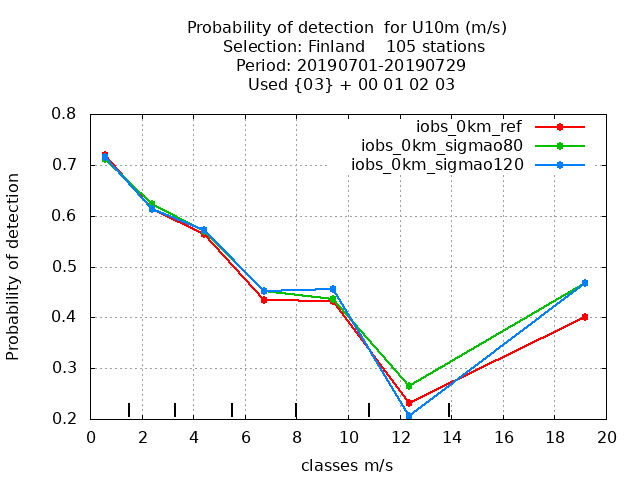 Probability of detection  for U10m (m/s)
Selection: Finland    105 stations
Period: 20190701-20190729
Used {03} + 00 01 02 03
iobs_0km_ref
iobs_0km_sigmao80
iobs_0km_sigmao120
Probability of detection
0.8
0.7
0.6
0.5
0.4
0.3
0.2
0 2 4 6 8 10 12 14 16 18 20
classes m/s